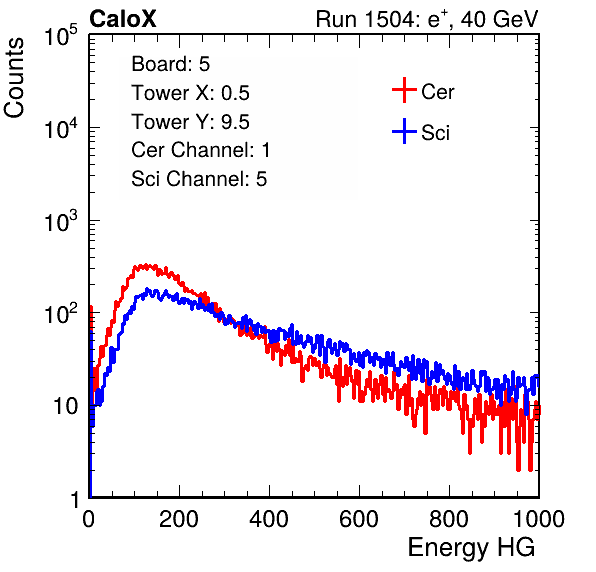 CaloX
Run 1504: e⁺, 40 GeV
Counts
10⁵
10⁴
10³
10²
10
1
Board: 5
Tower X: 0.5
Tower Y: 9.5
Cer Channel: 1
Sci Channel: 5
Cer
Sci
0 200 400 600 800 1000
Energy HG